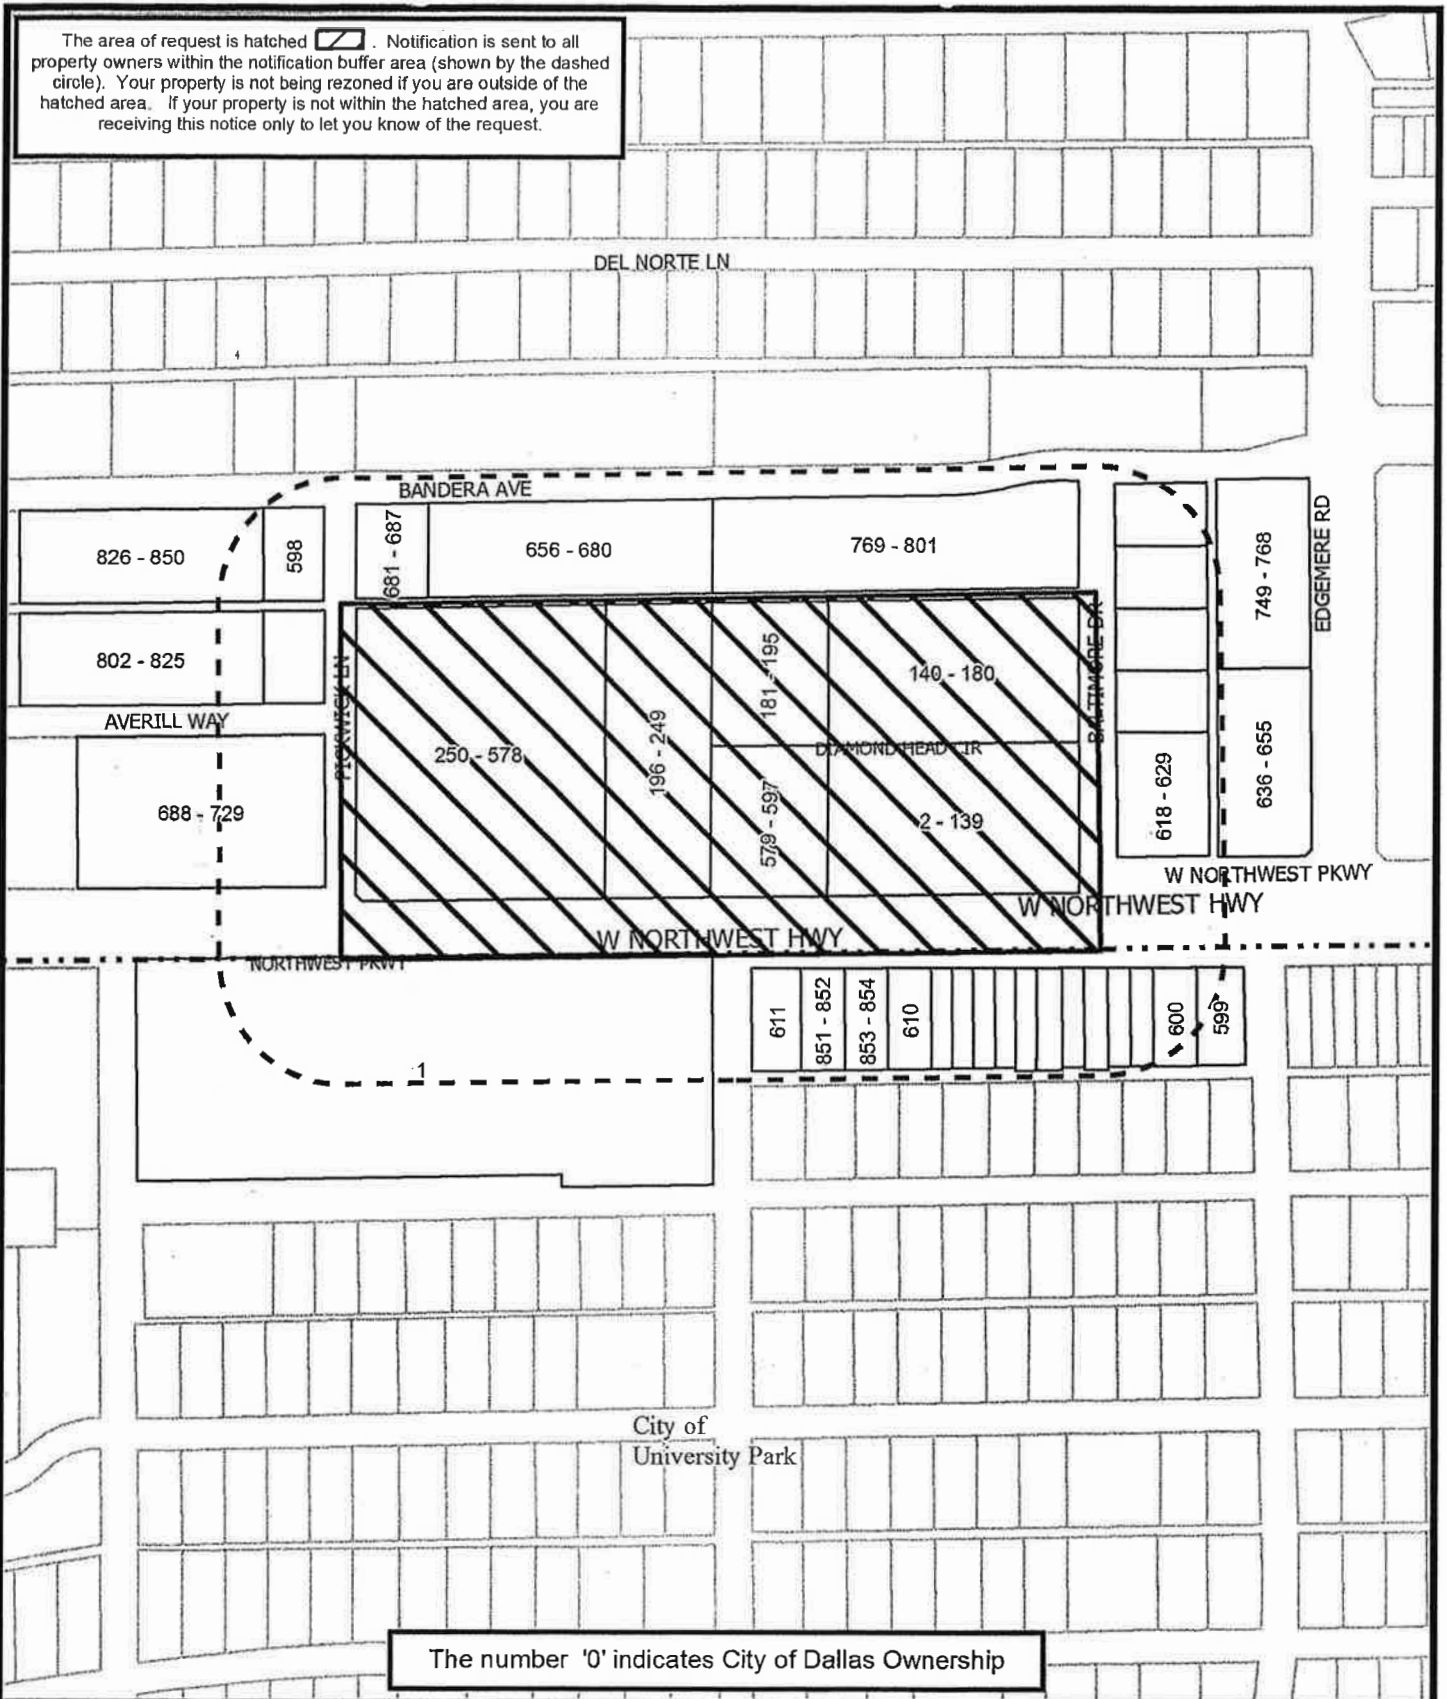 The area of request is hatched . Notification is sent to all
property owners within the notification buffer area (shown by the dashed
circle). Your property is not being rezoned if you are outside of the
hatched area. If your property is not within the hatched area, you are
receiving this notice only to let you know of the request.
DEL NORTE LN
4
BANDERA AVE
826 - 850
598
681 - 687
656 - 680
769 - 801
749 - 768
EDGEMERE RD
802 - 825
AVERILL WAY
PICKWICK LN
181 - 195
140 - 180
BALTIMORE DR
250 - 578
196 - 249
DIAMOND HEAD CIR
688 - 729
579 - 597
2 - 139
618 - 629
636 - 655
W NORTHWEST PKWY
W NORTHWEST HWY
W NORTHWEST HWY
NORTHWEST PKWY
611
851 - 852
853 - 854
610
600
599
1
City of
University Park
The number '0' indicates City of Dallas Ownership